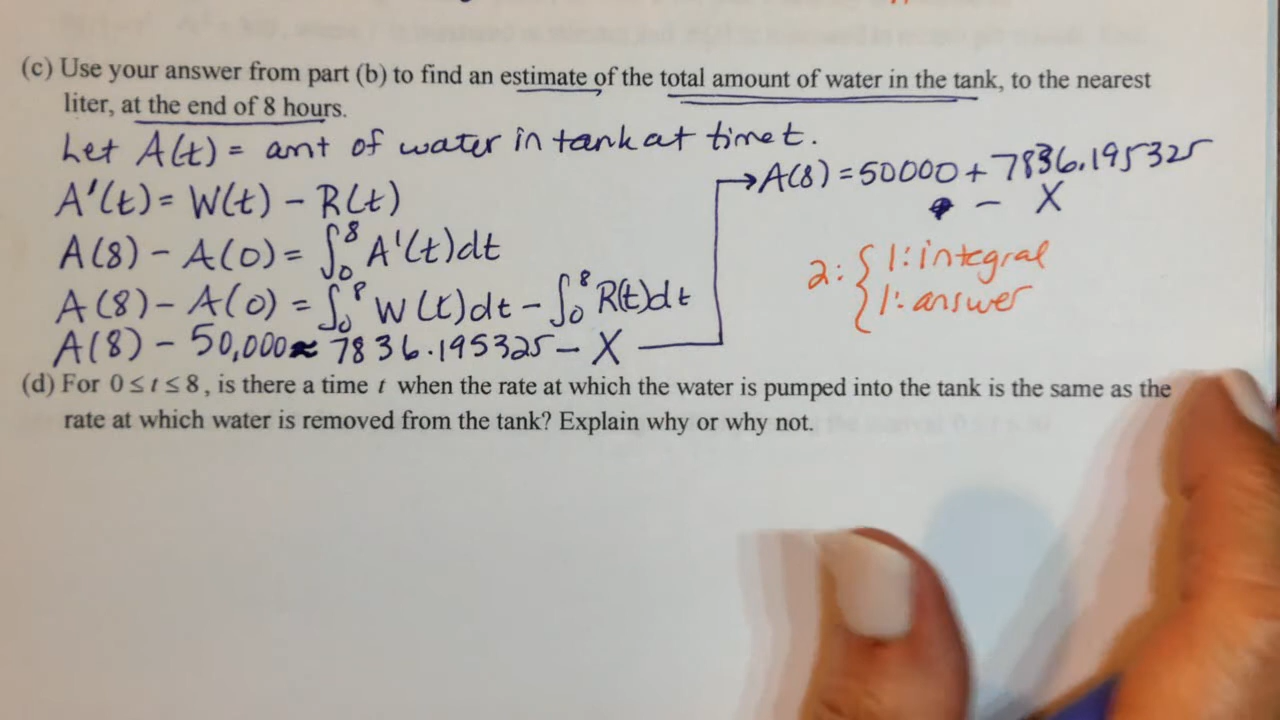 (c) Use your answer from part (b) to find an estimate of the total amount of water in the tank, to the nearest
liter, at the end of 8 hours.
Let A(t) = amt of water in tank at time t.
A'(t) = W(t) - R(t)
A(8) - A(0) = ∫₀⁸ A'(t)dt
A(8) - A(0) = ∫₀⁸ W(t)dt - ∫₀⁸ R(t)dt
A(8) - 50,000 ≈ 7836.195325 - X
→ A(8) = 50000 + 7836.195325
- X
2: { 1: integral
1: answer
(d) For 0 ≤ t ≤ 8, is there a time t when the rate at which the water is pumped into the tank is the same as the
rate at which water is removed from the tank? Explain why or why not.